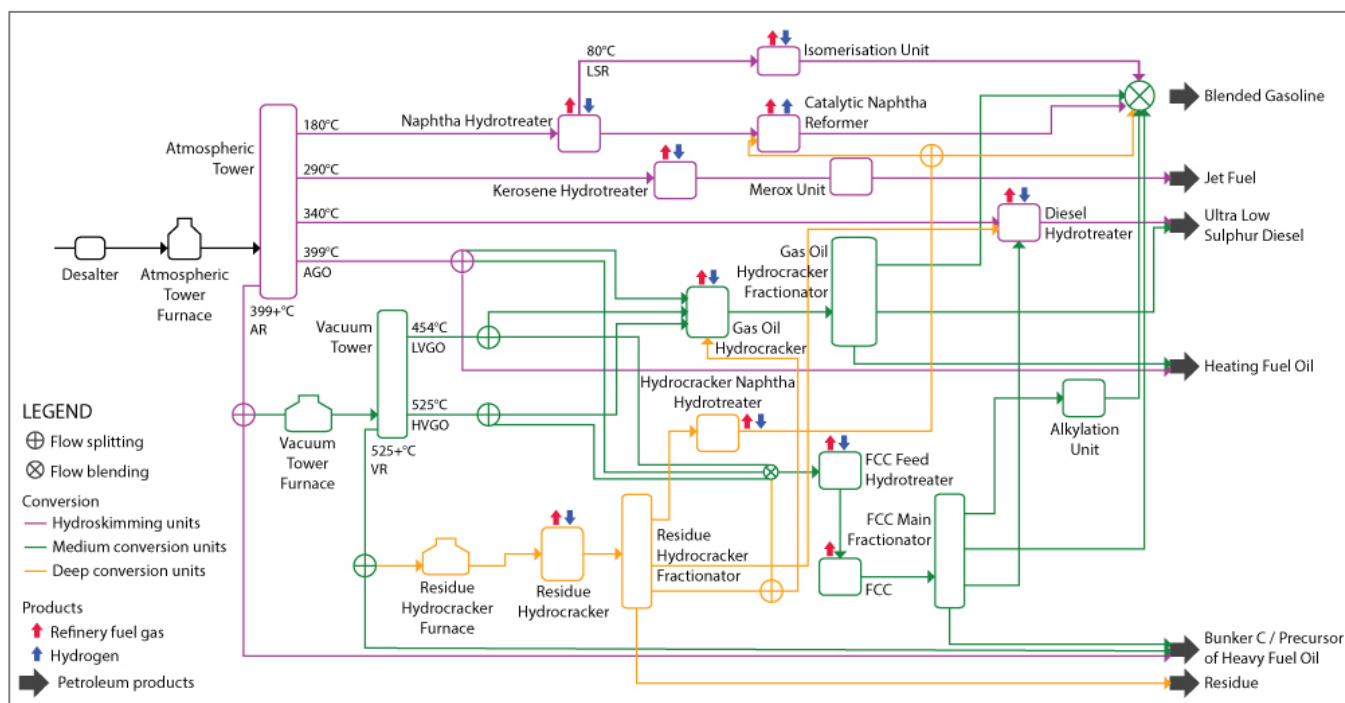 80°C
LSR
Isomerisation Unit
Naphtha Hydrotreater
Catalytic Naphtha
Reformer
Blended Gasoline
180°C
Atmospheric
Tower
290°C
Kerosene Hydrotreater
Merox Unit
Jet Fuel
340°C
Diesel
Hydrotreater
Ultra Low
Sulphur Diesel
Desalter
Atmospheric
Tower
Furnace
399°C
AGO
399+°C
AR
Gas Oil
Hydrocracker
Fractionator
Gas Oil
Hydrocracker
Vacuum
Tower
454°C
LVGO
Heating Fuel Oil
Hydrocracker Naphtha
Hydrotreater
525°C
HVGO
525+°C
VR
Vacuum
Tower
Furnace
Alkylation
Unit
FCC Feed
Hydrotreater
FCC Main
Fractionator
FCC
Residue
Hydrocracker
Fractionator
Residue
Hydrocracker
Furnace
Residue
Hydrocracker
Bunker C / Precursor
of Heavy Fuel Oil
Residue
LEGEND
Flow splitting
Flow blending
Conversion
Hydroskimming units
Medium conversion units
Deep conversion units
Products
Refinery fuel gas
Hydrogen
Petroleum products